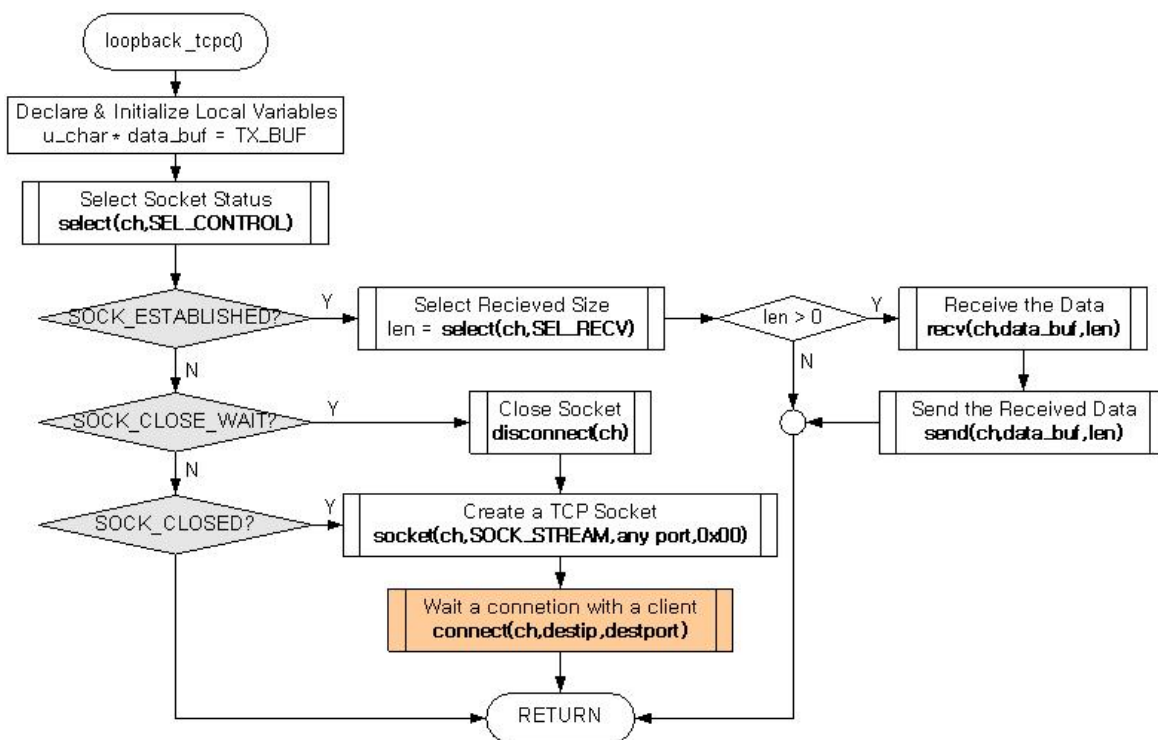 loopback_tcpc()
Declare & Initialize Local Variables
u_char* data_buf = TX_BUF
Select Socket Status
select(ch,SEL_CONTROL)
SOCK_ESTABLISHED?
Y
Select Recieved Size
len = select(ch,SEL_RECV)
len > 0
Y
Receive the Data
recv(ch,data_buf,len)
N
N
SOCK_CLOSE_WAIT?
Y
Close Socket
disconnect(ch)
Send the Received Data
send(ch,data_buf,len)
N
SOCK_CLOSED?
Y
Create a TCP Socket
socket(ch,SOCK_STREAM,any port,0x00)
Wait a connetion with a client
connect(ch,destip,destport)
RETURN